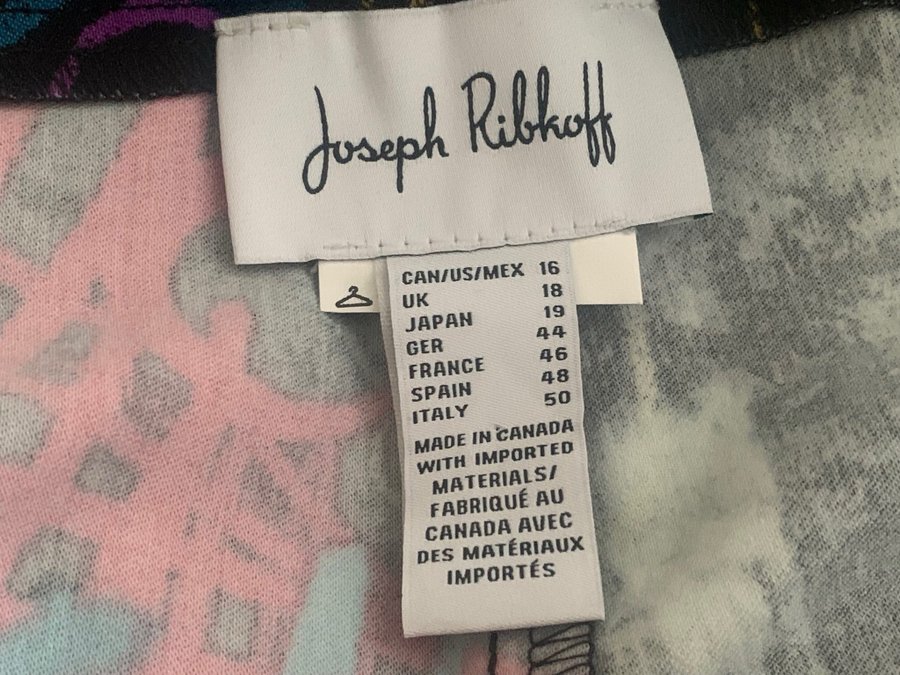 Joseph Ribkoff
CAN/US/MEX 16
UK 18
JAPAN 19
GER 44
FRANCE 46
SPAIN 48
ITALY 50
MADE IN CANADA
WITH IMPORTED
MATERIALS/
FABRIQUÉ AU
CANADA AVEC
DES MATÉRIAUX
IMPORTÉS